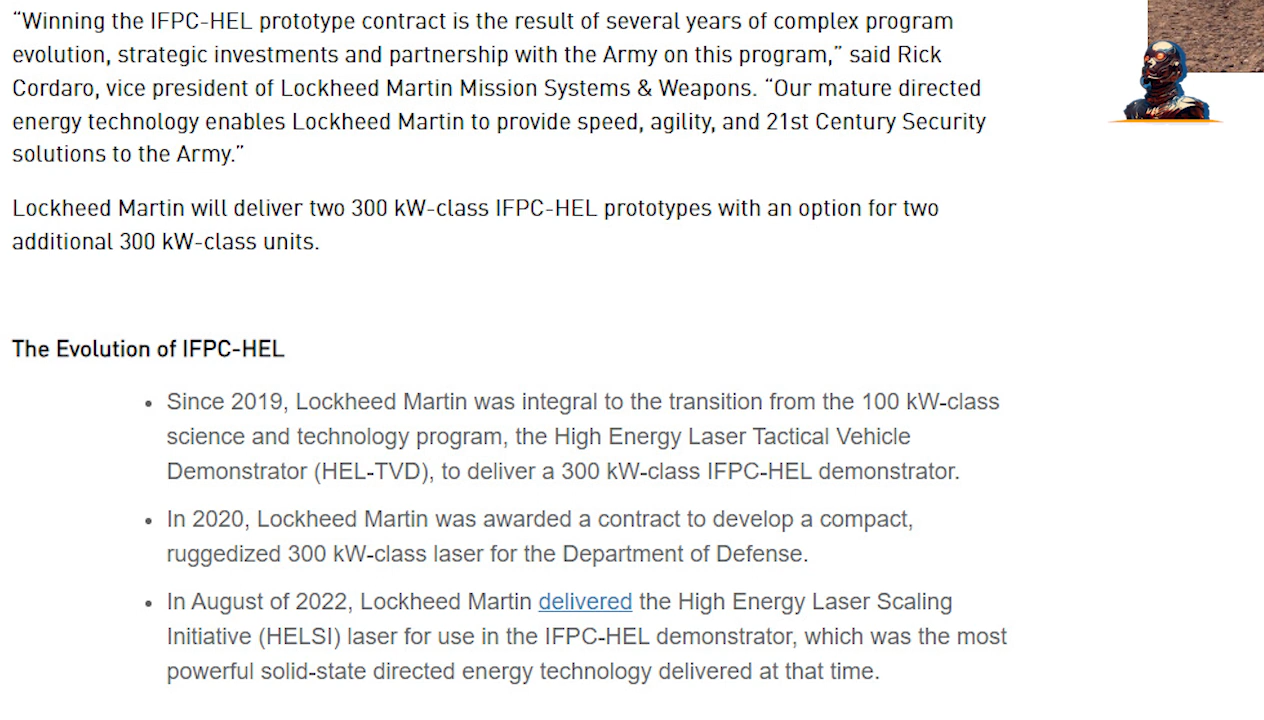 “Winning the IFPC-HEL prototype contract is the result of several years of complex program
evolution, strategic investments and partnership with the Army on this program,” said Rick
Cordaro, vice president of Lockheed Martin Mission Systems & Weapons. “Our mature directed
energy technology enables Lockheed Martin to provide speed, agility, and 21st Century Security
solutions to the Army.”
Lockheed Martin will deliver two 300 kW-class IFPC-HEL prototypes with an option for two
additional 300 kW-class units.
The Evolution of IFPC-HEL
• Since 2019, Lockheed Martin was integral to the transition from the 100 kW-class
science and technology program, the High Energy Laser Tactical Vehicle
Demonstrator (HEL-TVD), to deliver a 300 kW-class IFPC-HEL demonstrator.
• In 2020, Lockheed Martin was awarded a contract to develop a compact,
ruggedized 300 kW-class laser for the Department of Defense.
• In August of 2022, Lockheed Martin delivered the High Energy Laser Scaling
Initiative (HELSI) laser for use in the IFPC-HEL demonstrator, which was the most
powerful solid-state directed energy technology delivered at that time.